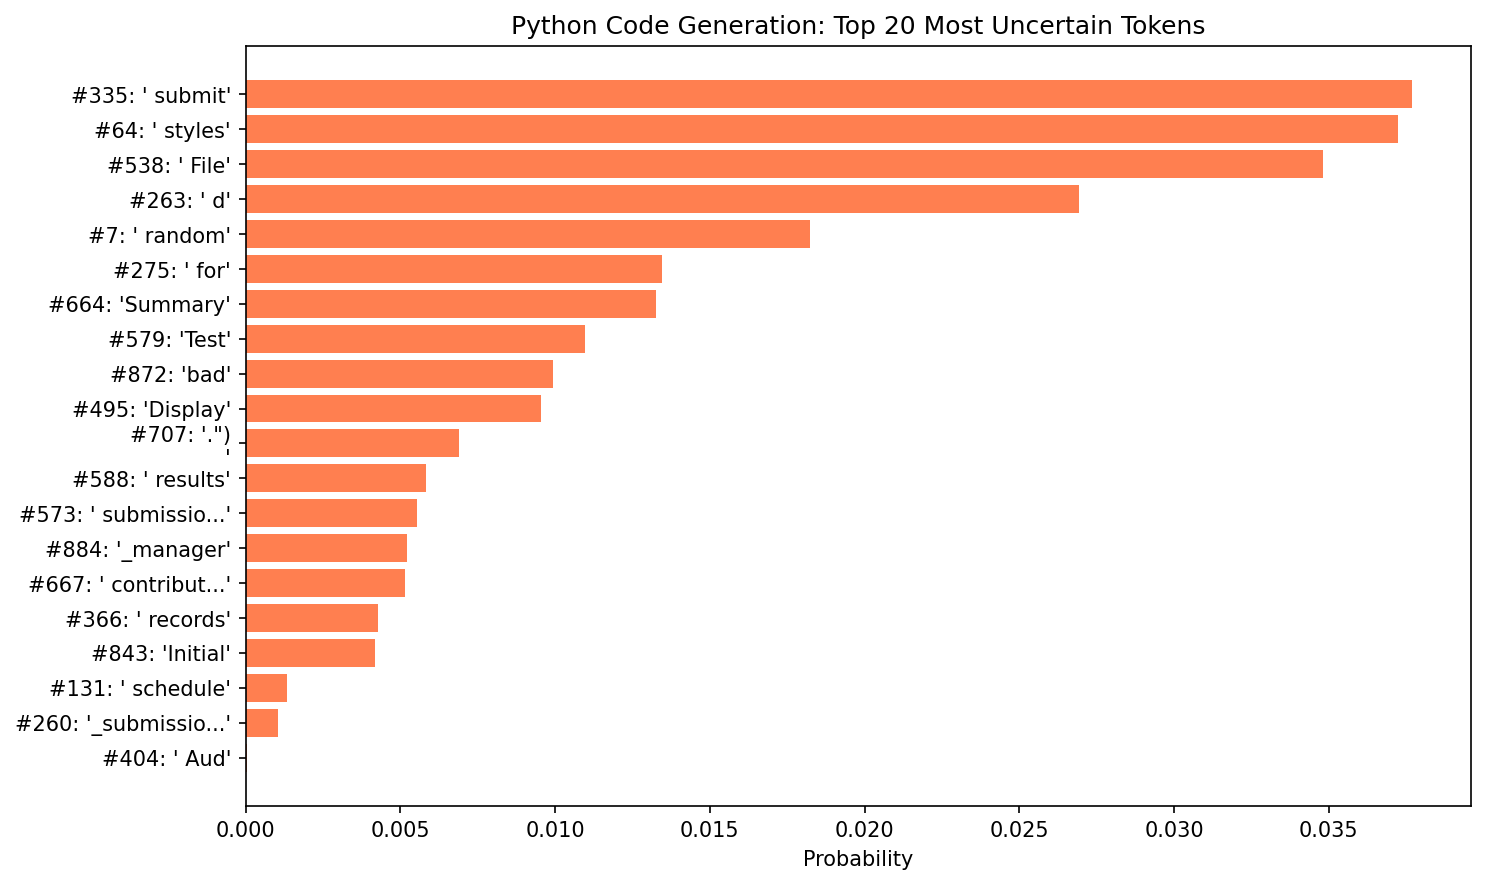 Python Code Generation: Top 20 Most Uncertain Tokens
#335: ' submit'
#64: ' styles'
#538: ' File'
#263: ' d'
#7: ' random'
#275: ' for'
#664: 'Summary'
#579: 'Test'
#872: 'bad'
#495: 'Display'
#707: '.")
'
#588: ' results'
#573: ' submissio...'
#884: '_manager'
#667: ' contribut...'
#366: ' records'
#843: 'Initial'
#131: ' schedule'
#260: '_submissio...'
#404: ' Aud'
0.000 0.005 0.010 0.015 0.020 0.025 0.030 0.035
Probability